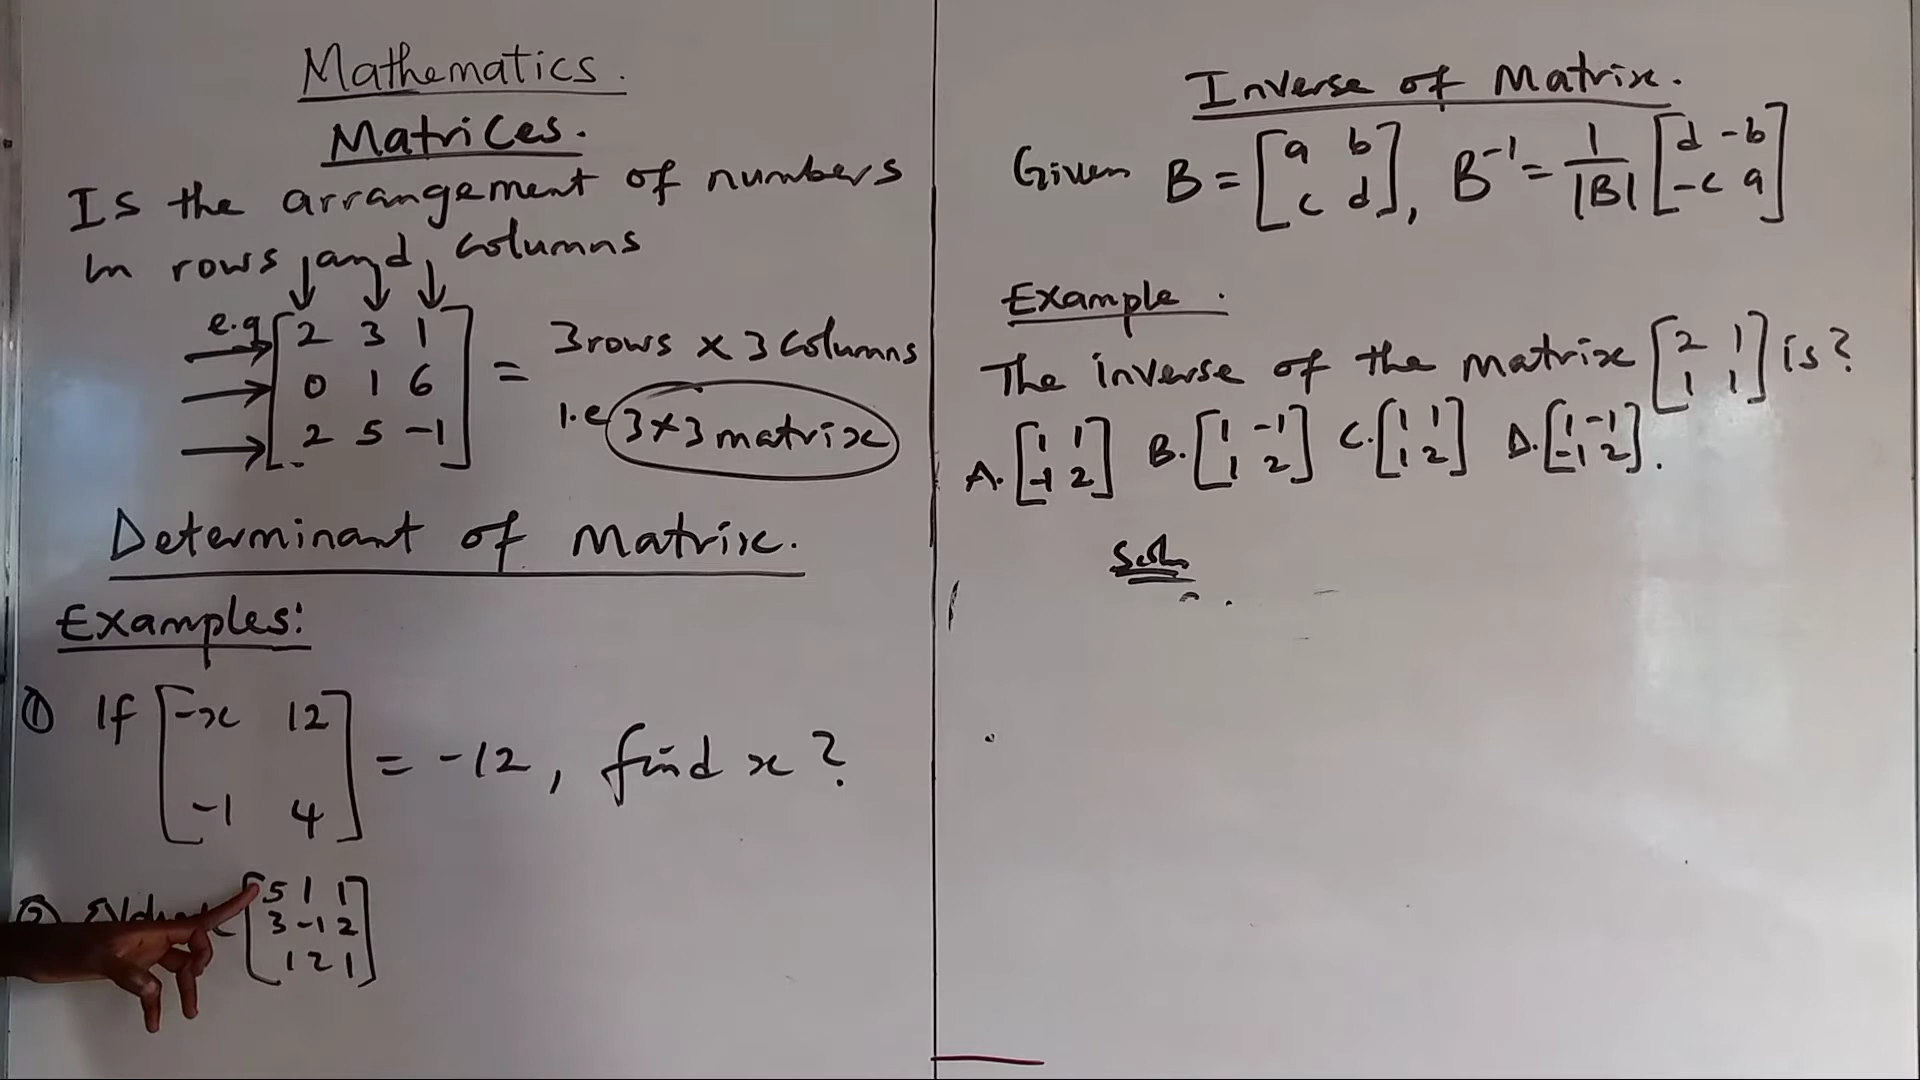 Mathematics.
Matrices.
Is the arrangement of numbers
in rows and columns
e.g [2 3 1
0 1 6
2 5 -1] = 3rows x 3 Columns
i.e 3x3 matrix
Determinant of Matrix.
Examples:
① If [-x 12
-1 4] = -12, find x?
② [5 1 1
3 -1 2
1 2 1]
Inverse of Matrix.
Given B = [a b
c d], B⁻¹ = 1/|B| [d -b
-c a]
Example.
The inverse of the matrix [2 1
1 1] is?
A. [1 1
-1 2] B. [1 -1
1 2] C. [1 1
1 2] D. [1 -1
-1 2].
Soln